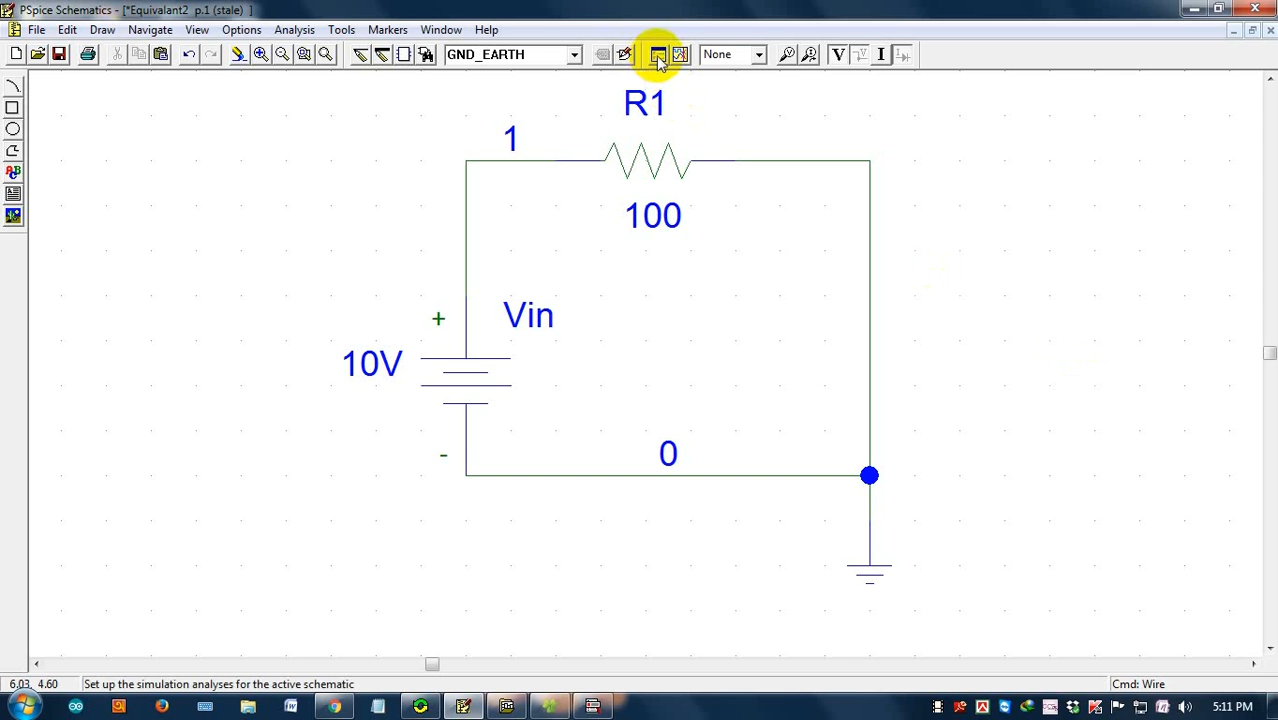 PSpice Schematics - [*Equivalant2 p.1 (stale) ]
File Edit Draw Navigate View Options Analysis Tools Markers Window Help
GND_EARTH None V V I I
R1
1
100
+ Vin
10V
0
-
6.03, 4.60 Set up the simulation analyses for the active schematic Cmd: Wire
5:11 PM